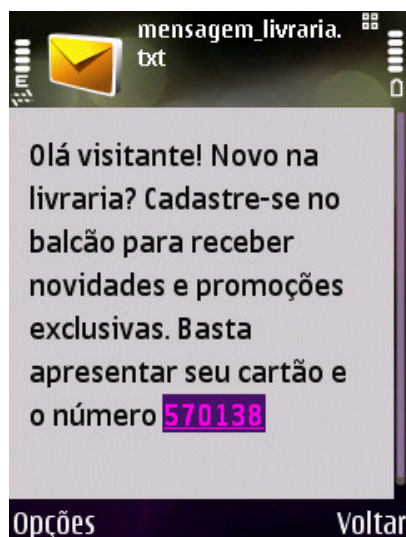 mensagem_livraria.
txt
E
Olá visitante! Novo na
livraria? Cadastre-se no
balcão para receber
novidades e promoções
exclusivas. Basta
apresentar seu cartão e
o número 570138
Opções Voltar